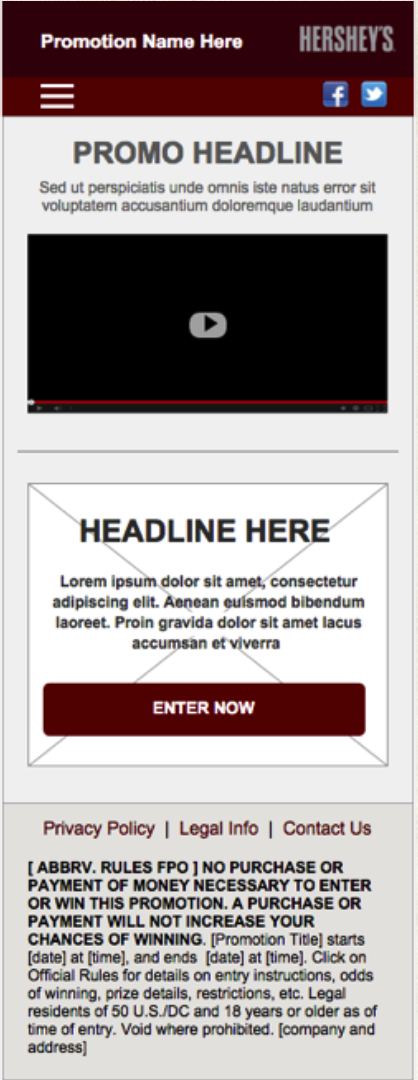 Promotion Name Here
HERSHEY'S
PROMO HEADLINE
Sed ut perspiciatis unde omnis iste natus error sit
voluptatem accusantium doloremque laudantium
HEADLINE HERE
Lorem ipsum dolor sit amet, consectetur
adipiscing elit. Aenean euismod bibendum
laoreet. Proin gravida dolor sit amet lacus
accumsan et viverra
ENTER NOW
Privacy Policy | Legal Info | Contact Us
[ ABBRV. RULES FPO ] NO PURCHASE OR
PAYMENT OF MONEY NECESSARY TO ENTER
OR WIN THIS PROMOTION. A PURCHASE OR
PAYMENT WILL NOT INCREASE YOUR
CHANCES OF WINNING. [Promotion Title] starts
[date] at [time], and ends [date] at [time]. Click on
Official Rules for details on entry instructions, odds
of winning, prize details, restrictions, etc. Legal
residents of 50 U.S./DC and 18 years or older as of
time of entry. Void where prohibited. [company and
address]